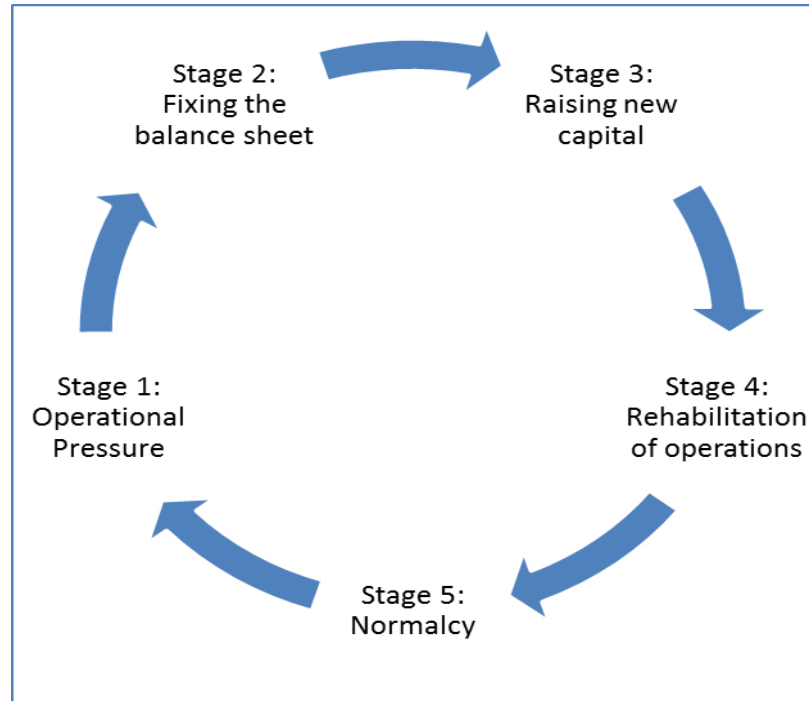 Stage 1:
Operational
Pressure
Stage 2:
Fixing the
balance sheet
Stage 3:
Raising new
capital
Stage 4:
Rehabilitation
of operations
Stage 5:
Normalcy